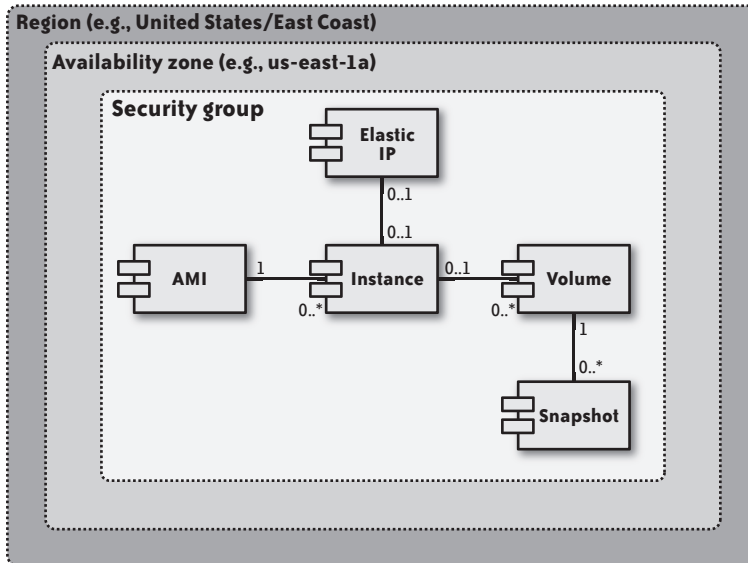 Region (e.g., United States/East Coast)
Availability zone (e.g., us-east-1a)
Security group
Elastic
IP
0..1
0..1
AMI
1
0..*
Instance
0..1
0..*
Volume
1
0..*
Snapshot